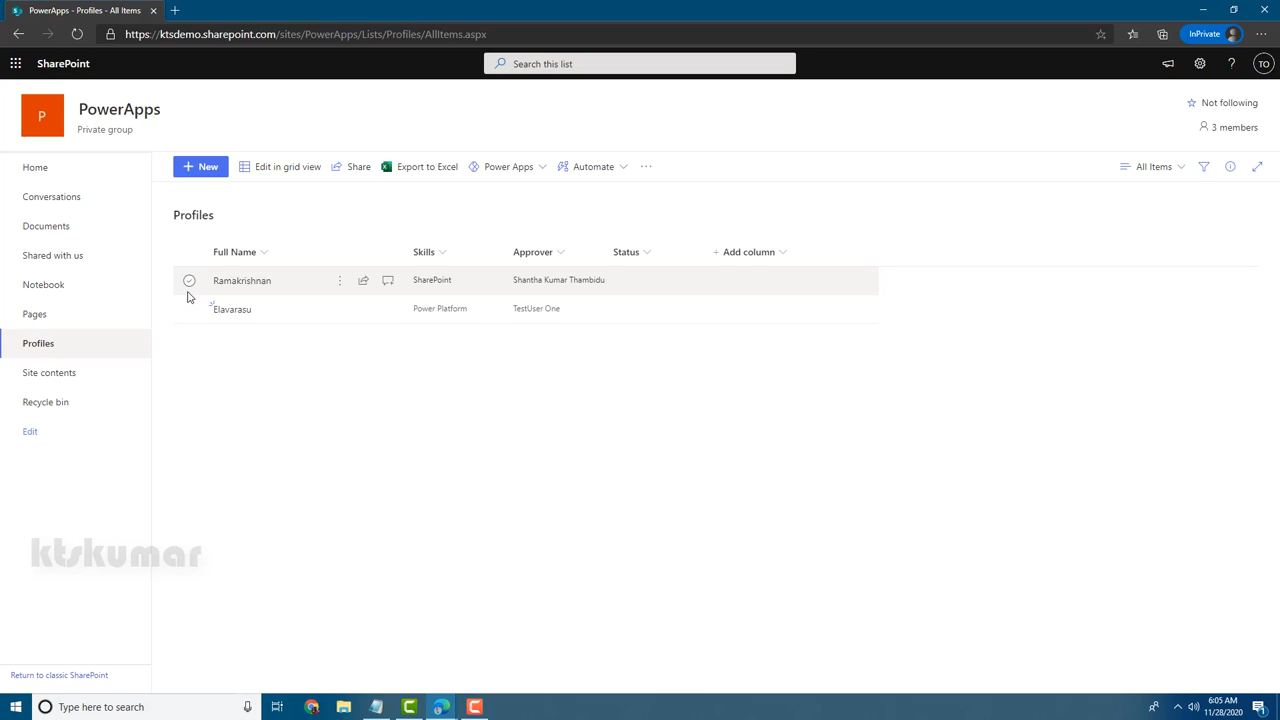 PowerApps - Profiles - All Items
https://ktsdemo.sharepoint.com/sites/PowerApps/Lists/Profiles/AllItems.aspx
InPrivate
SharePoint
Search this list
TO
P
PowerApps
Private group
Not following
3 members
New
Edit in grid view
Share
Export to Excel
Power Apps
Automate
All Items
Home
Conversations
Documents
Shared with us
Notebook
Pages
Profiles
Site contents
Recycle bin
Edit
Profiles
Full Name
Skills
Approver
Status
+ Add column
Ramakrishnan
SharePoint
Shantha Kumar Thambidu
Elavarasu
Power Platform
TestUser One
ktskumar
Return to classic SharePoint
Type here to search
6:05 AM
11/28/2020
1